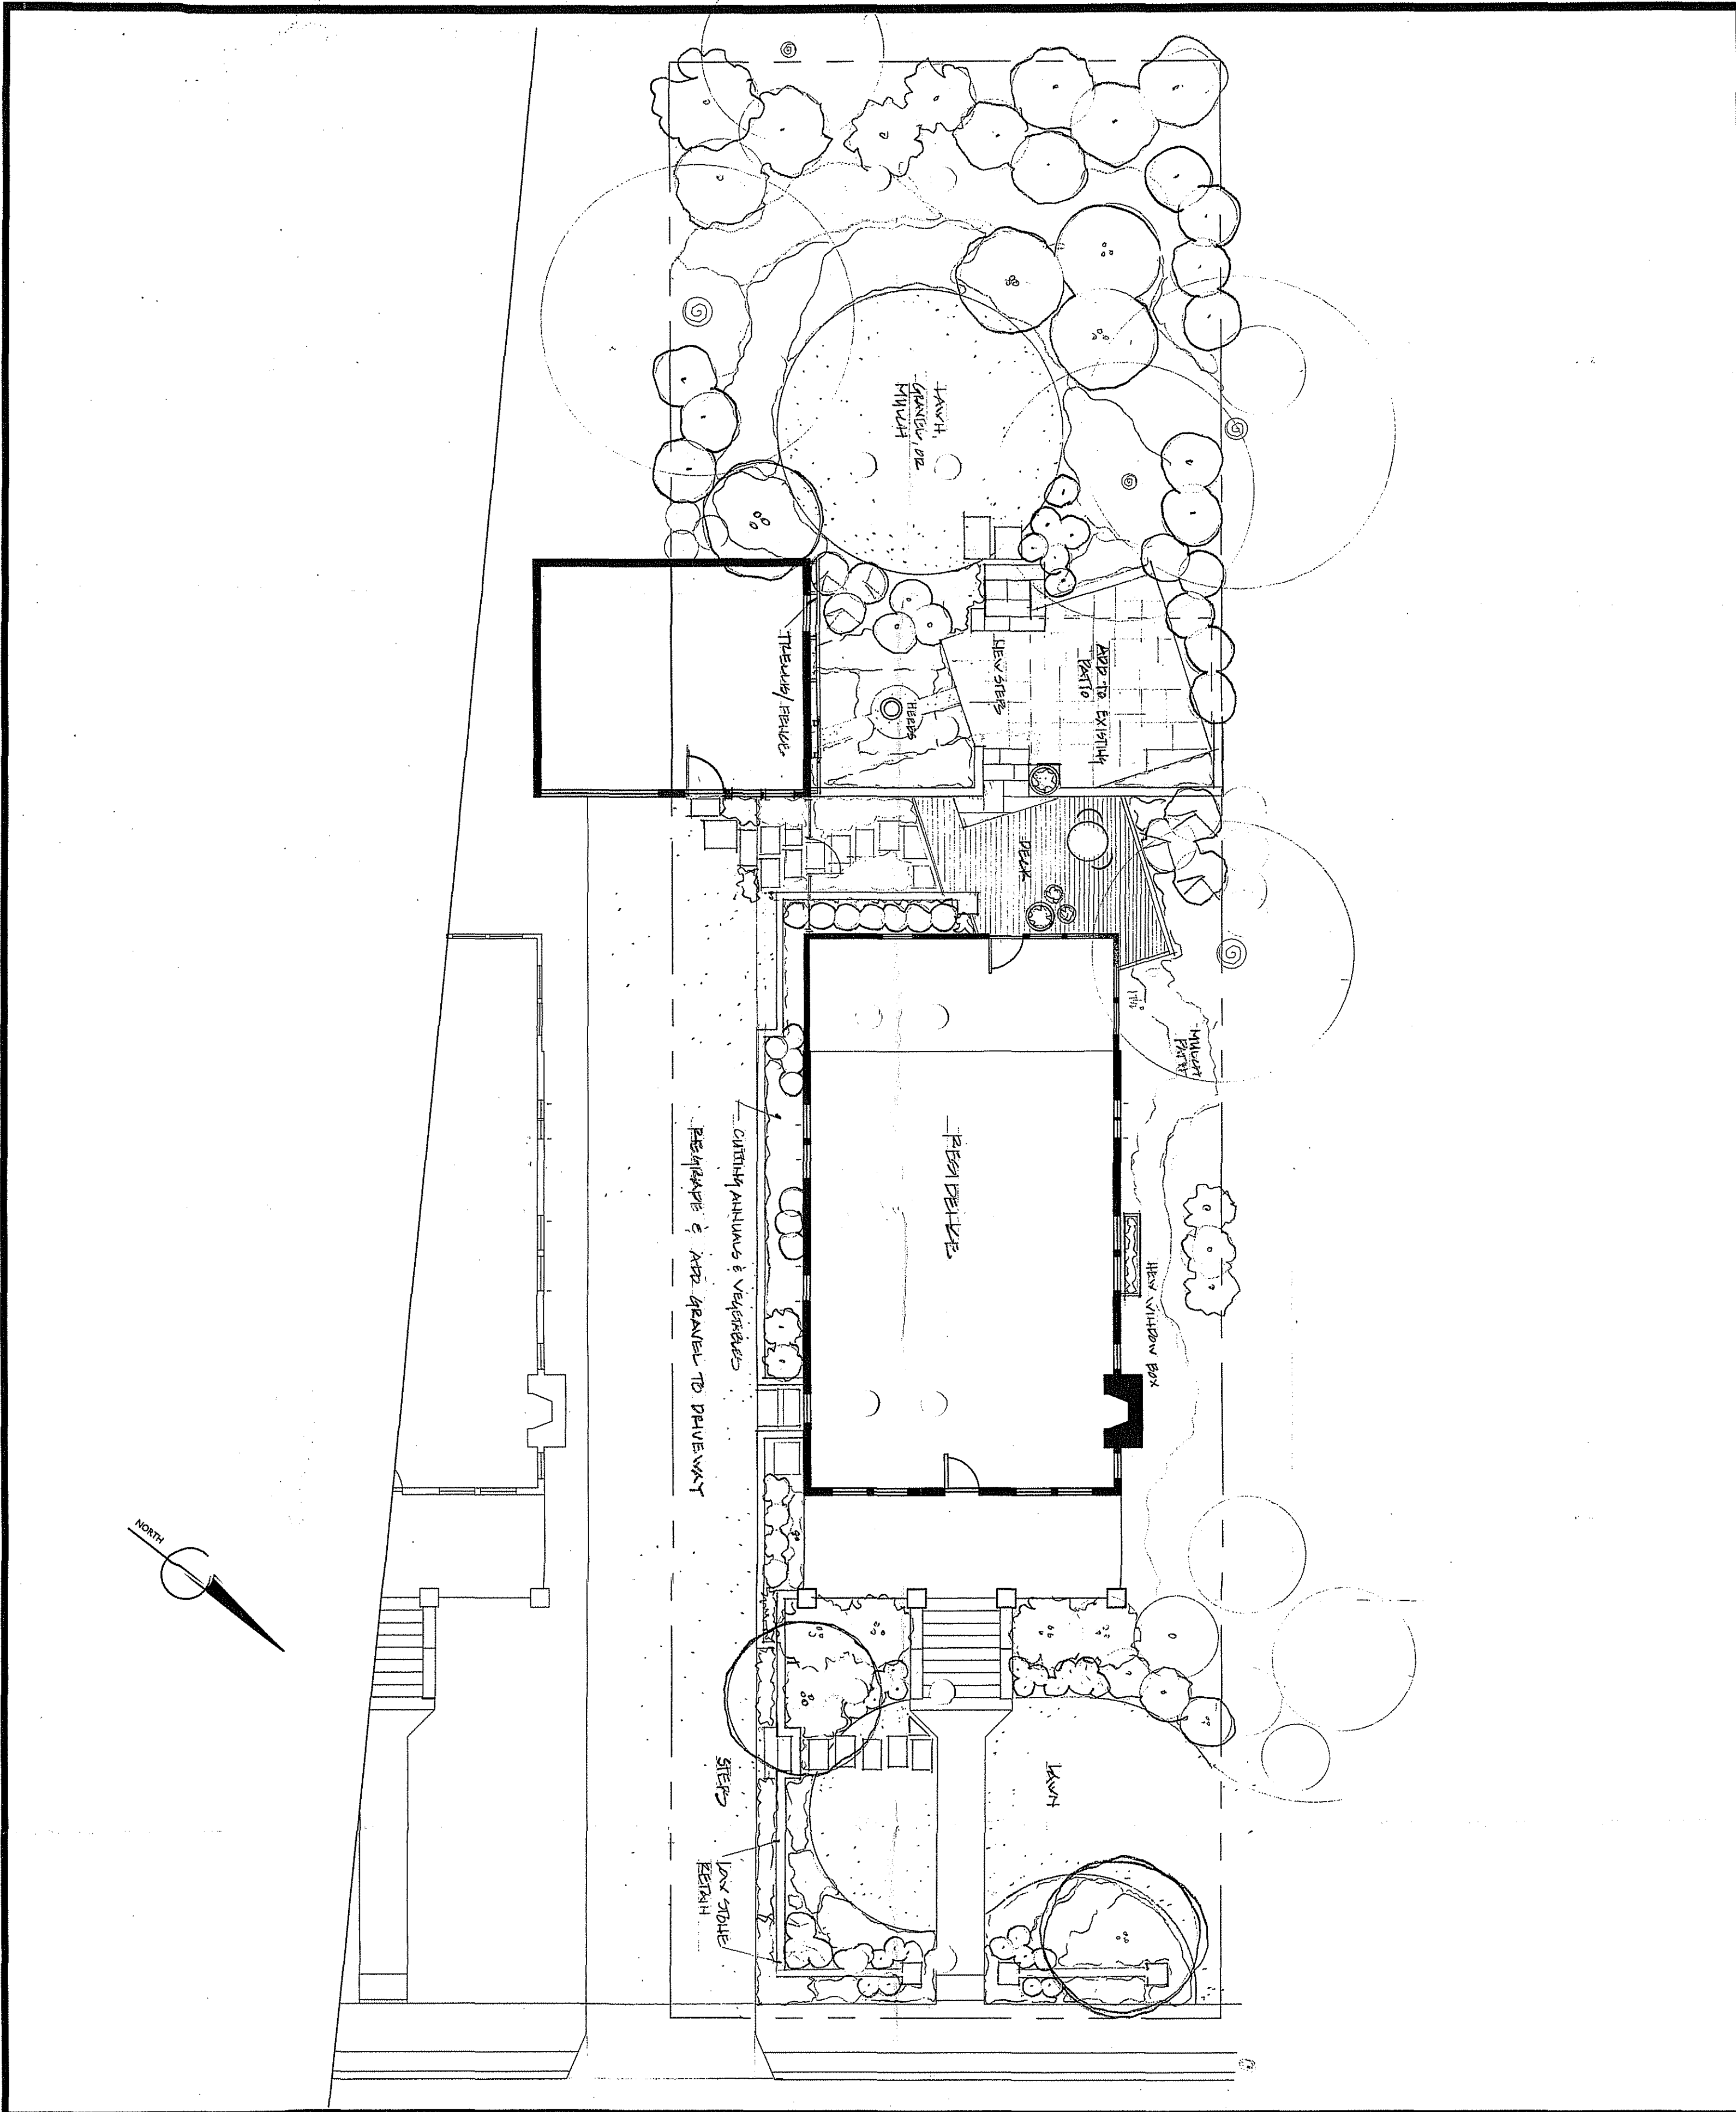 LAWN,
GRAVEL, OR
MULCH
TRELLIS/FENCE
HERBS
NEW STEPS
ADD TO EXISTING
PATIO
DECK
MULCH
PATH
RESIDENCE
CUTTING ANNUALS & VEGETABLES
REGRADE & ADD GRAVEL TO DRIVEWAY
NEW WINDOW BOX
NORTH
STEPS
LAWN
LOW STONE
RETAIN